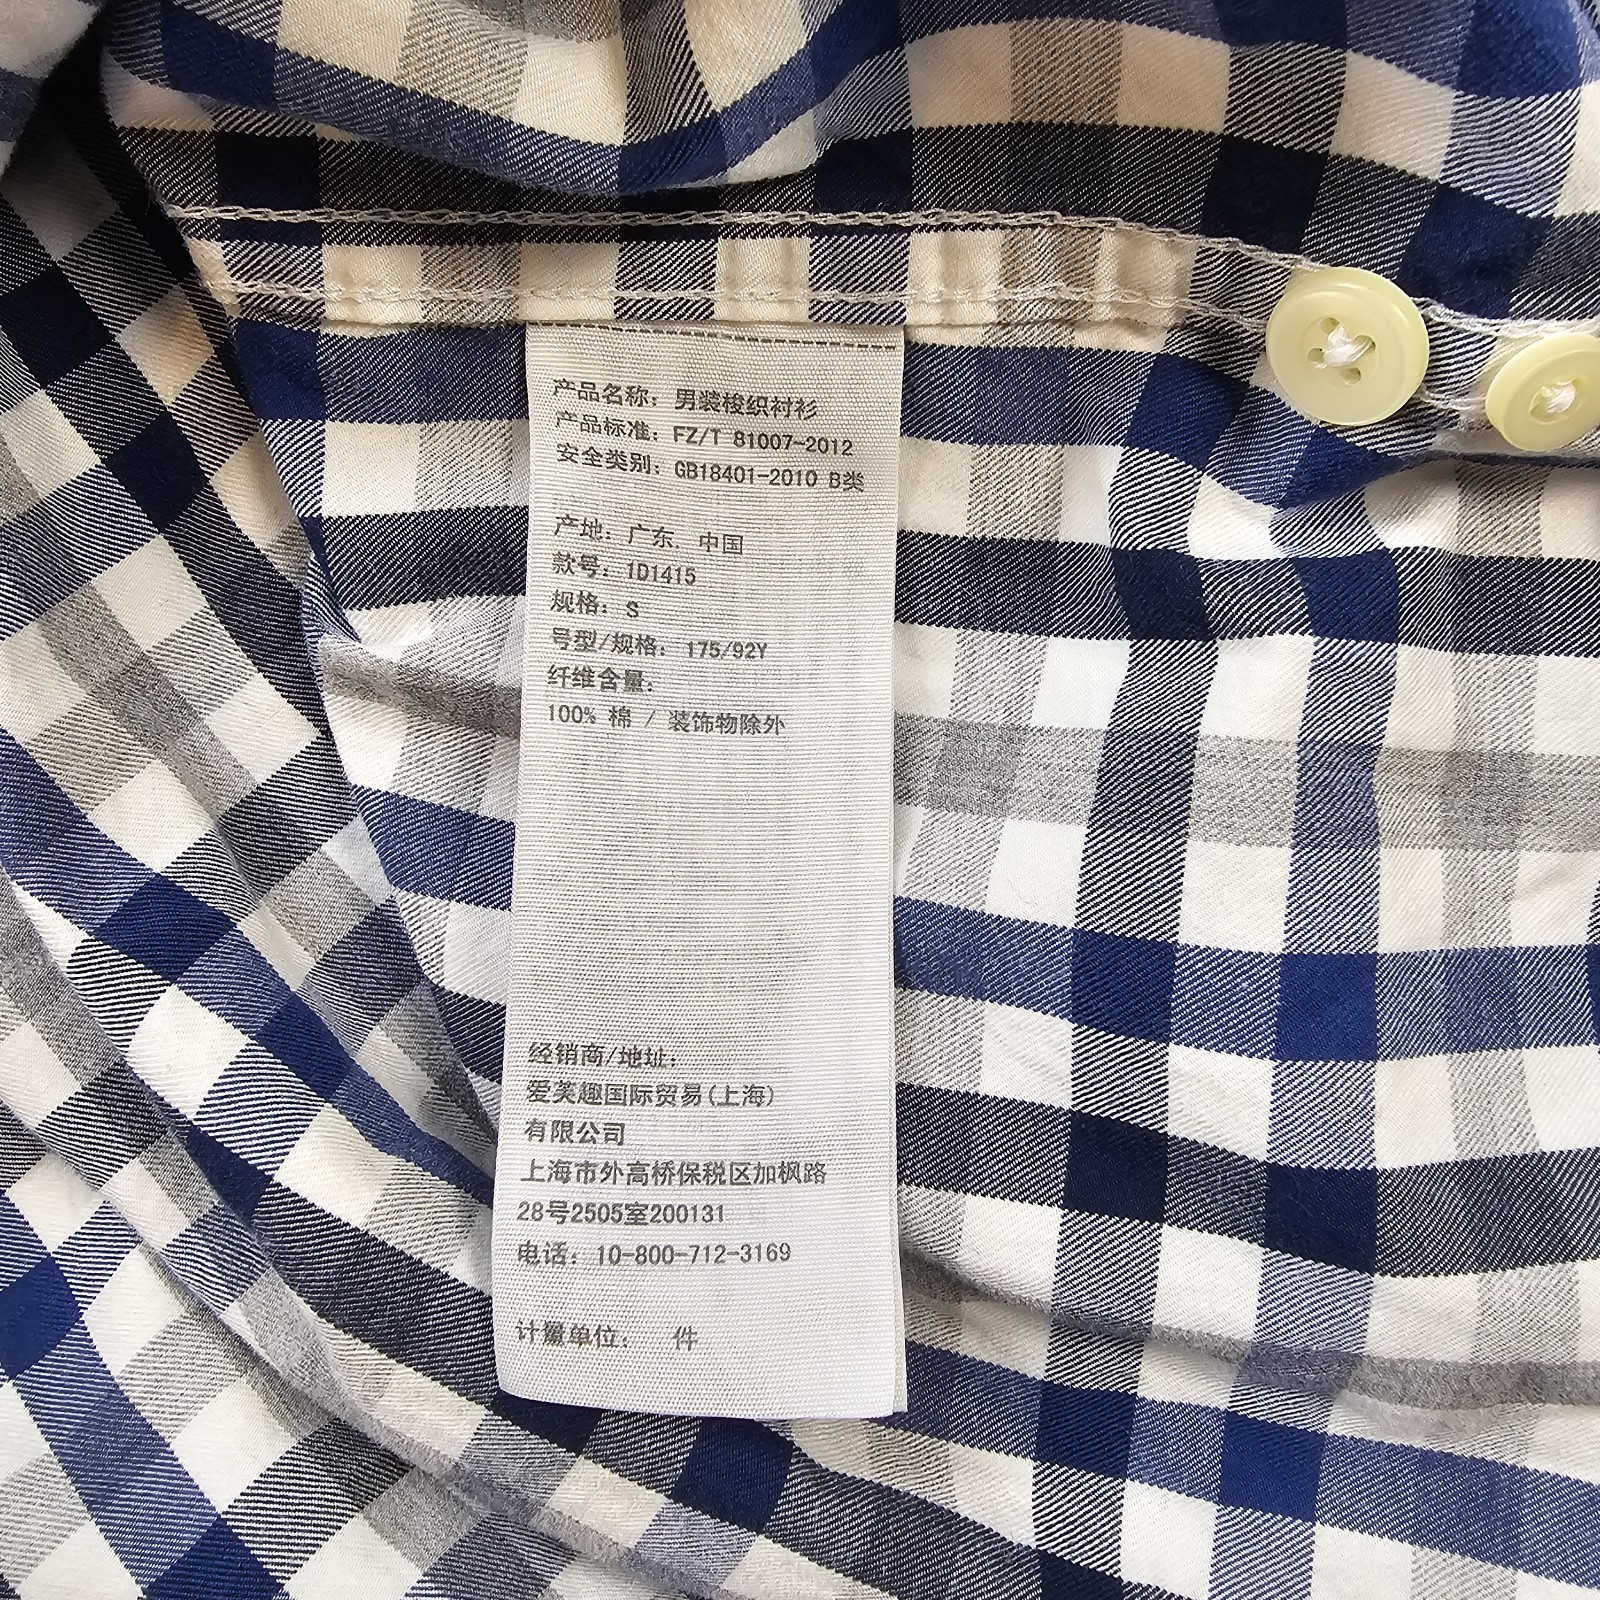 产品名称：男装梭织衬衫
产品标准：FZ/T 81007-2012
安全类别：GB18401-2010 B类
产地：广东. 中国
款号：1D1415
规格：S
号型/规格：175/92Y
纤维含量：
100% 棉 / 装饰物除外
经销商/地址：
爱芙趣国际贸易(上海)
有限公司
上海市外高桥保税区加枫路
28号2505室200131
电话：10-800-712-3169
计量单位： 件